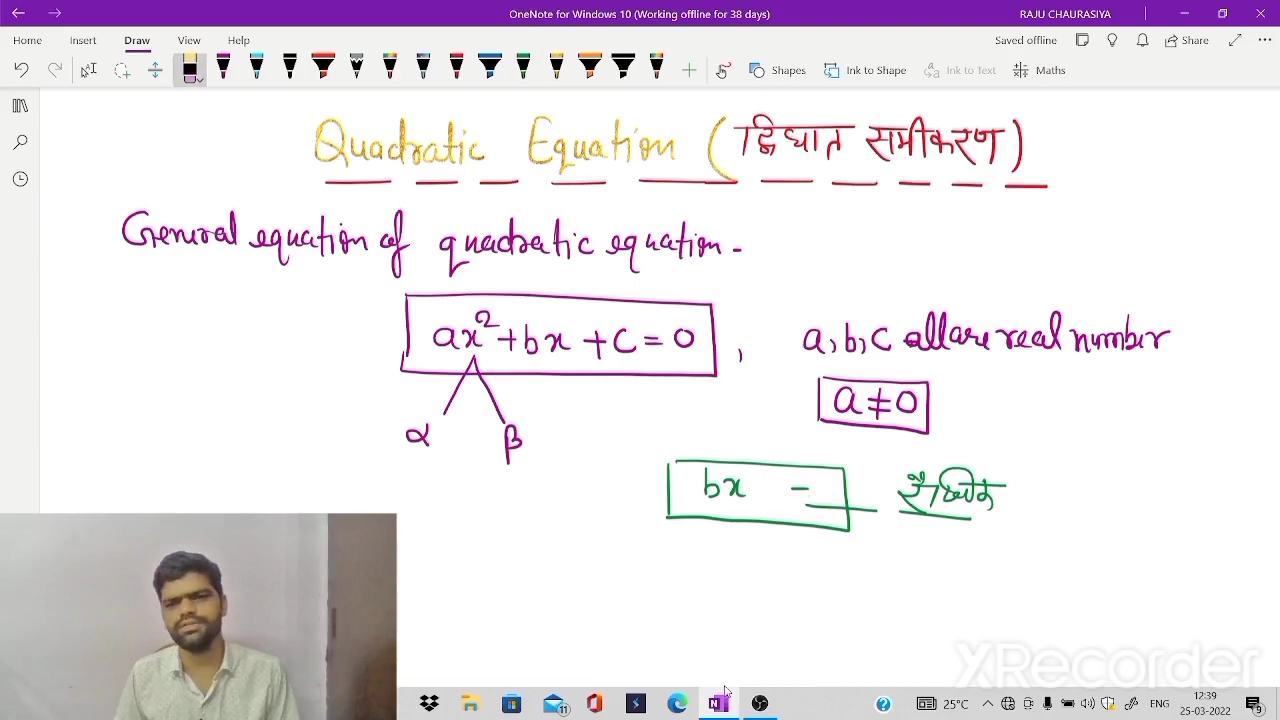 OneNote for Windows 10 (Working offline for 38 days)
RAJU CHAURASIYA
Home Insert Draw View Help
Saved offline Share
Shapes Ink to Shape Ink to Text Maths
Quadratic Equation (द्विघात समीकरण)
General equation of quadratic equation -
ax²+bx+c=0 , a,b,c all are real number
a≠0
α β
bx -
XRecorder
11 25°C ENG 12:39
25-03-2022 9